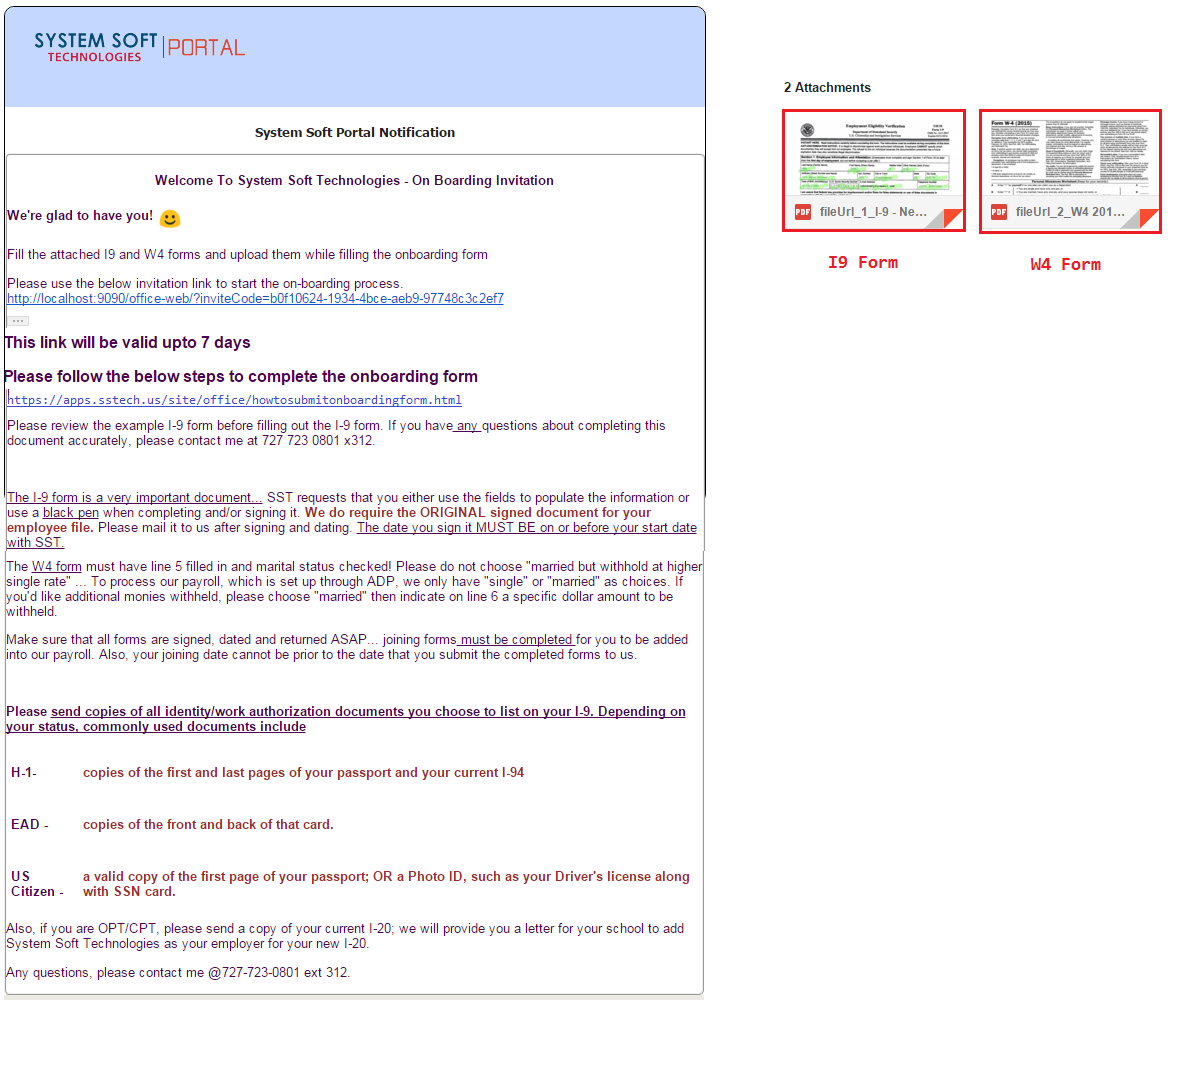 SYSTEM SOFT
TECHNOLOGIES
PORTAL
System Soft Portal Notification
Welcome To System Soft Technologies - On Boarding Invitation
We're glad to have you!
Fill the attached I9 and W4 forms and upload them while filling the onboarding form
Please use the below invitation link to start the on-boarding process.
http://localhost:9090/office-web/?inviteCode=b0f10624-1934-4bce-aeb9-97748c3c2ef7
This link will be valid upto 7 days
Please follow the below steps to complete the onboarding form
https://apps.sstech.us/site/office/howtosubmitonboardingform.html
Please review the example I-9 form before filling out the I-9 form. If you have any questions about completing this
document accurately, please contact me at 727 723 0801 x312.
The I-9 form is a very important document... SST requests that you either use the fields to populate the information or
use a black pen when completing and/or signing it. We do require the ORIGINAL signed document for your
employee file. Please mail it to us after signing and dating. The date you sign it MUST BE on or before your start date
with SST.
The W4 form must have line 5 filled in and marital status checked! Please do not choose "married but withhold at higher
single rate" ... To process our payroll, which is set up through ADP, we only have "single" or "married" as choices. If
you'd like additional monies withheld, please choose "married" then indicate on line 6 a specific dollar amount to be
withheld.
Make sure that all forms are signed, dated and returned ASAP... joining forms must be completed for you to be added
into our payroll. Also, your joining date cannot be prior to the date that you submit the completed forms to us.
Please send copies of all identity/work authorization documents you choose to list on your I-9. Depending on
your status, commonly used documents include
H-1- copies of the first and last pages of your passport and your current I-94
EAD - copies of the front and back of that card.
US a valid copy of the first page of your passport; OR a Photo ID, such as your Driver's license along
Citizen - with SSN card.
Also, if you are OPT/CPT, please send a copy of your current I-20; we will provide you a letter for your school to add
System Soft Technologies as your employer for your new I-20.
Any questions, please contact me @727-723-0801 ext 312.
2 Attachments
Employment Eligibility Verification
Form W-4 (2015)
PDF fileUrl_1_I-9 - Ne...
PDF fileUrl_2_W4 201...
I9 Form
W4 Form